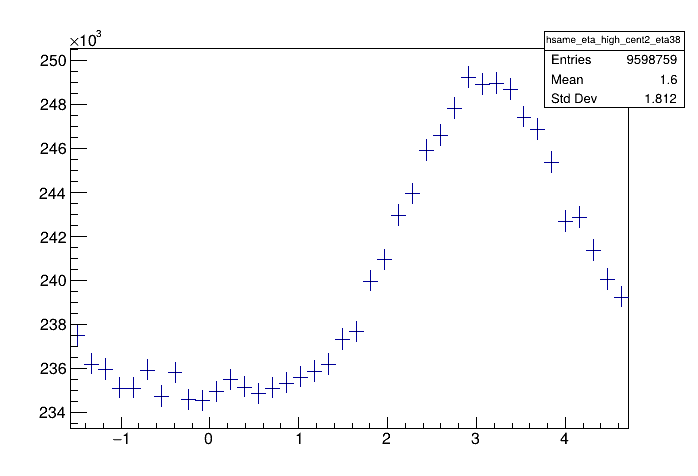 ×10³
hsame_eta_high_cent2_eta38
Entries 9598759
Mean 1.6
Std Dev 1.812
250
248
246
244
242
240
238
236
234
−1 0 1 2 3 4